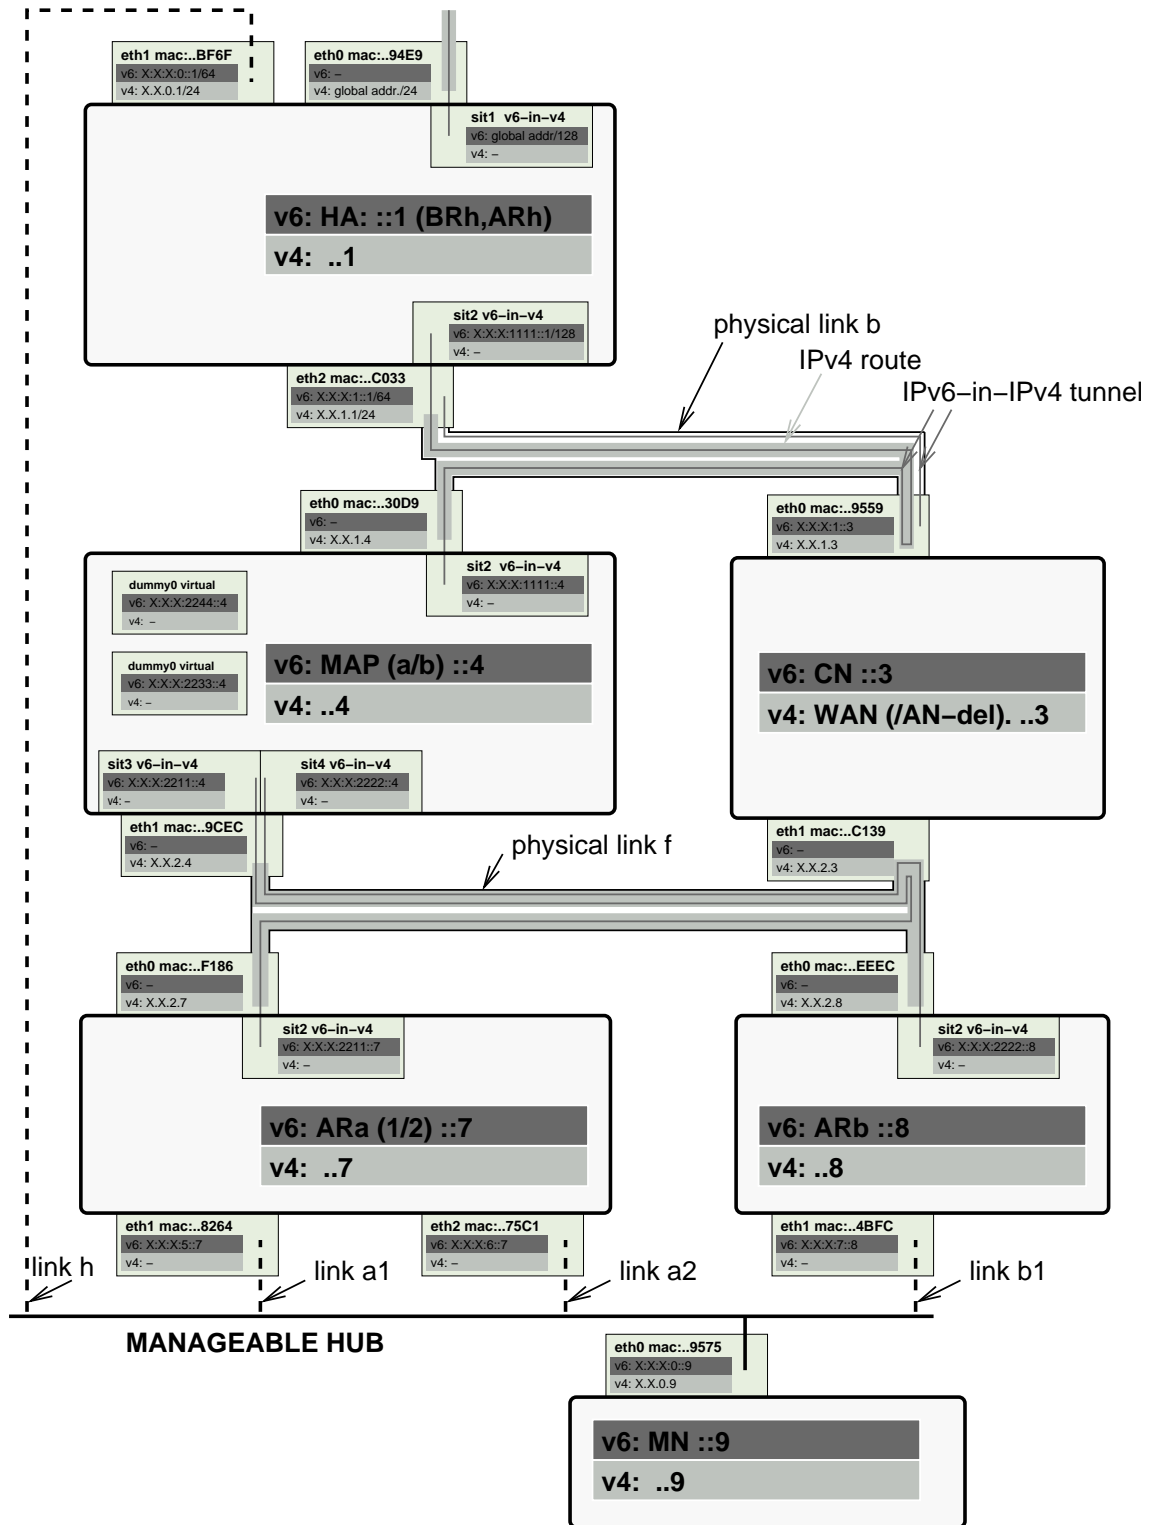 eth1 mac:..BF6F
v6: X:X:X:0::1/64
v4: X.X.0.1/24
eth0 mac:..94E9
v6: –
v4: global addr./24
sit1 v6–in–v4
v6: global addr/128
v4: –
v6: HA: ::1 (BRh,ARh)
v4: ..1
sit2 v6–in–v4
v6: X:X:X:1111::1/128
v4: –
eth2 mac:..C033
v6: X:X:X:1::1/64
v4: X.X.1.1/24
physical link b
IPv4 route
IPv6–in–IPv4 tunnel
eth0 mac:..30D9
v6: –
v4: X.X.1.4
eth0 mac:..9559
v6: X:X:X:1::3
v4: X.X.1.3
sit2 v6–in–v4
v6: X:X:X:1111::4
v4: –
dummy0 virtual
v6: X:X:X:2244::4
v4: –
dummy0 virtual
v6: X:X:X:2233::4
v4: –
v6: MAP (a/b) ::4
v4: ..4
v6: CN ::3
v4: WAN (/AN–del). ..3
sit3 v6–in–v4
v6: X:X:X:2211::4
v4: –
sit4 v6–in–v4
v6: X:X:X:2222::4
v4: –
eth1 mac:..9CEC
v6: –
v4: X.X.2.4
physical link f
eth1 mac:..C139
v6: –
v4: X.X.2.3
eth0 mac:..F186
v6: –
v4: X.X.2.7
eth0 mac:..EEEC
v6: –
v4: X.X.2.8
sit2 v6–in–v4
v6: X:X:X:2211::7
v4: –
sit2 v6–in–v4
v6: X:X:X:2222::8
v4: –
v6: ARa (1/2) ::7
v4: ..7
v6: ARb ::8
v4: ..8
eth1 mac:..8264
v6: X:X:X:5::7
v4: –
eth2 mac:..75C1
v6: X:X:X:6::7
v4: –
eth1 mac:..4BFC
v6: X:X:X:7::8
v4: –
link h
link a1
link a2
link b1
MANAGEABLE HUB
eth0 mac:..9575
v6: X:X:X:0::9
v4: X.X.0.9
v6: MN ::9
v4: ..9